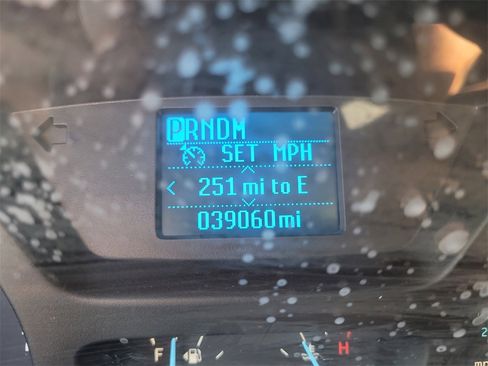 PRNDM
SET MPH
< 251 mi to E
039060mi
F H